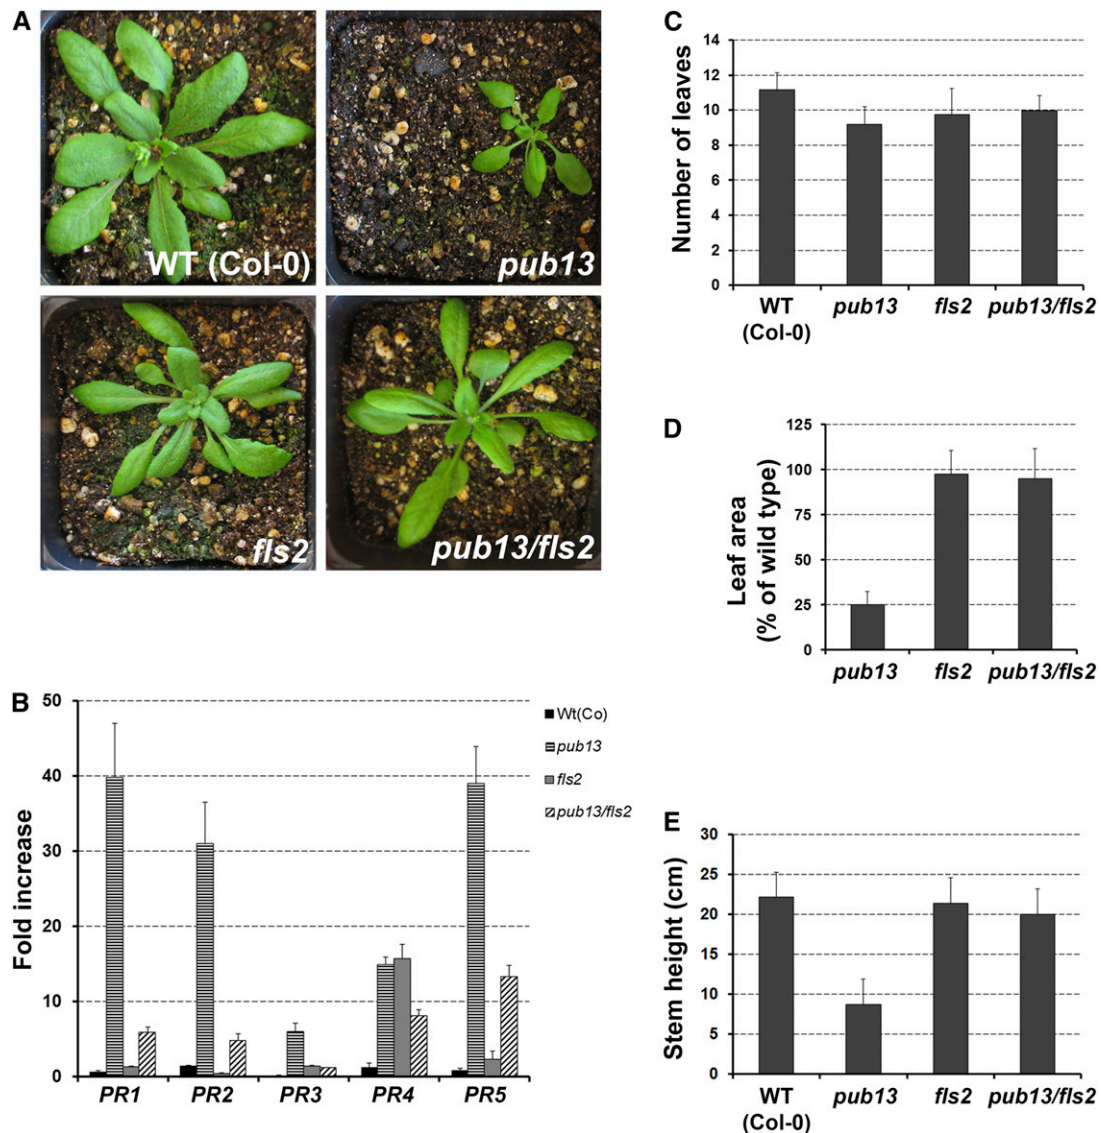 A
WT (Col-0)
pub13
fls2
pub13/fls2
B
Fold increase
50
40
30
20
10
0
PR1 PR2 PR3 PR4 PR5
Wt(Co)
pub13
fls2
pub13/fls2
C
Number of leaves
14
12
10
8
6
4
2
0
WT pub13 fls2 pub13/fls2
(Col-0)
D
Leaf area
(% of wild type)
125
100
75
50
25
0
pub13 fls2 pub13/fls2
E
Stem height (cm)
30
25
20
15
10
5
0
WT pub13 fls2 pub13/fls2
(Col-0)